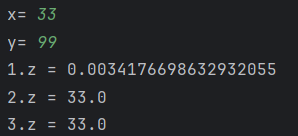 x= 33
y= 99
1.z = 0.0034176698632932055
2.z = 33.0
3.z = 33.0